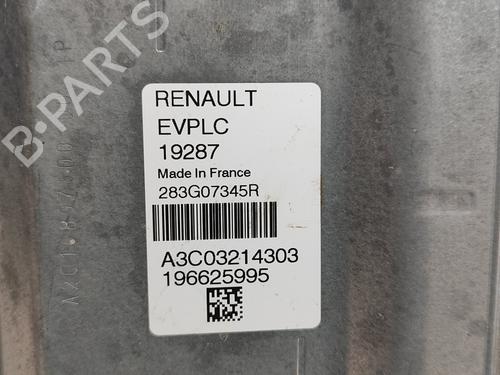 RENAULT
EVPLC
19287
Made In France
283G07345R
A3C03214303
196625995
B-PARTS